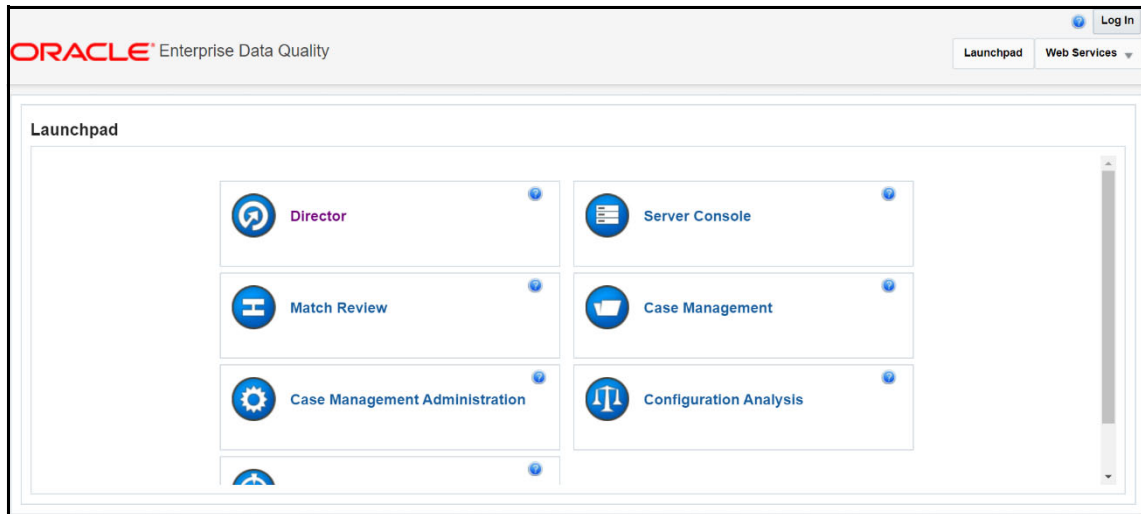 Log In
ORACLE Enterprise Data Quality
Launchpad Web Services
Launchpad
Director
Server Console
Match Review
Case Management
Case Management Administration
Configuration Analysis